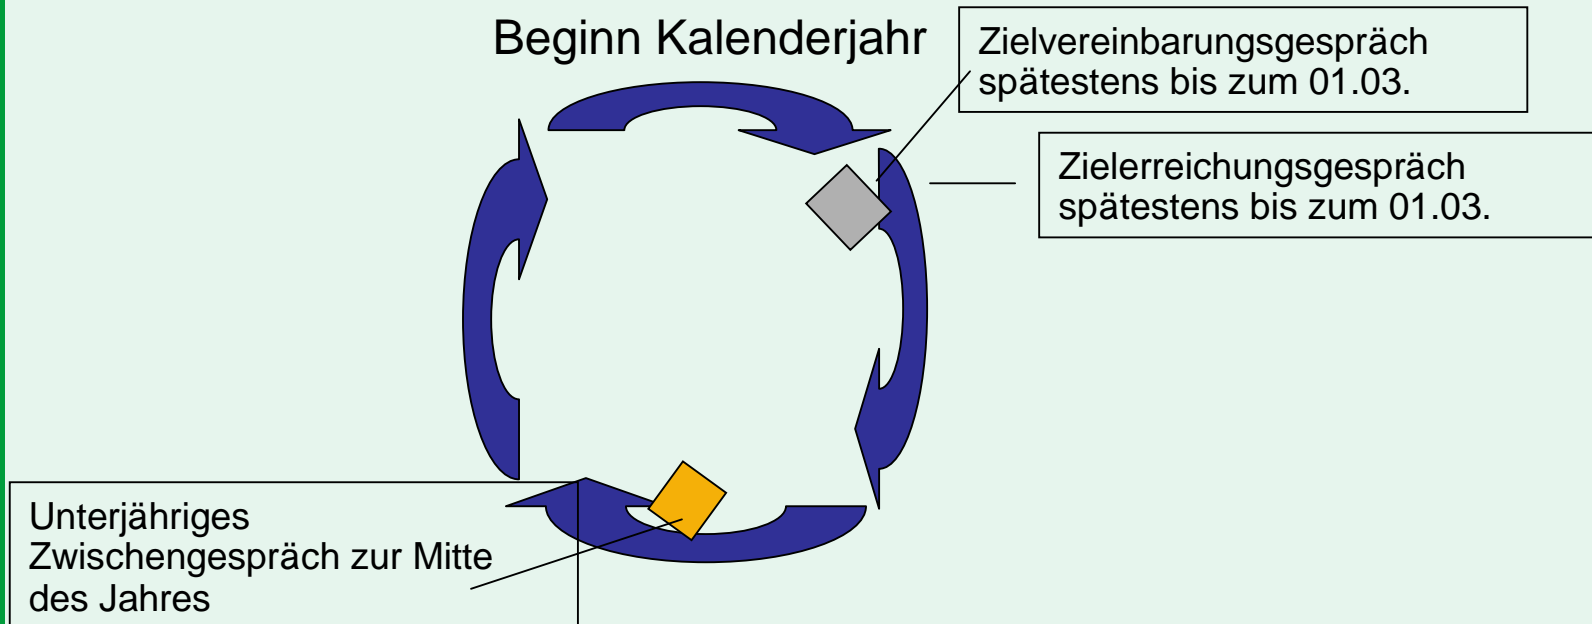 Beginn Kalenderjahr
Zielvereinbarungsgespräch
spätestens bis zum 01.03.
Zielerreichungsgespräch
spätestens bis zum 01.03.
Unterjähriges
Zwischengespräch zur Mitte
des Jahres